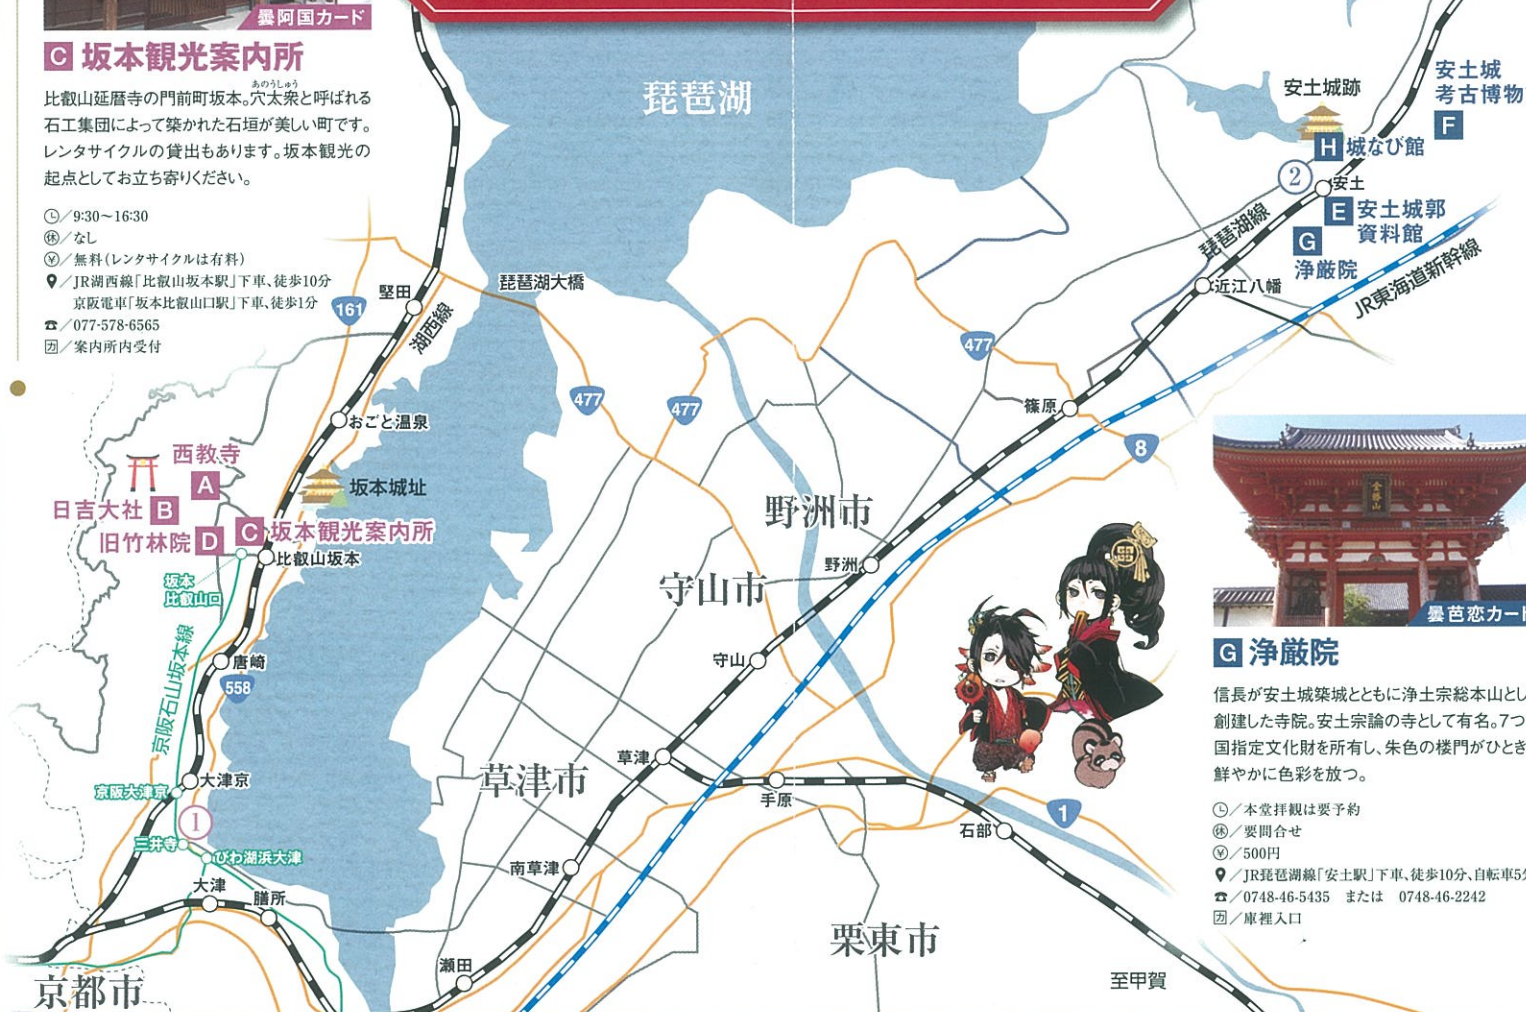 曇阿国カード
C 坂本観光案内所
あのうしゅう
比叡山延暦寺の門前町坂本。穴太衆と呼ばれる
石工集団によって築かれた石垣が美しい町です。
レンタサイクルの貸出もあります。坂本観光の
起点としてお立ち寄りください。
／9:30〜16:30
休／なし
¥／無料(レンタサイクルは有料)
／JR湖西線「比叡山坂本駅」下車、徒歩10分
京阪電車「坂本比叡山口駅」下車、徒歩1分
☎／077-578-6565
カ／案内所内受付
琵琶湖
安土城跡
安土城
考古博物
F
H 城なび館
2
安土
E 安土城郭
資料館
G
浄厳院
琵琶湖線
近江八幡
JR東海道新幹線
琵琶湖大橋
堅田
161
湖西線
477
477
477
篠原
8
おごと温泉
西教寺
A
坂本城址
日吉大社 B
旧竹林院 D
C 坂本観光案内所
比叡山坂本
坂本
比叡山口
野洲市
野洲
守山市
守山
唐崎
558
京阪石山坂本線
草津
草津市
大津京
京阪大津京
1
三井寺
びわ湖浜大津
大津
膳所
手原
石部
1
南草津
瀬田
栗東市
至甲賀
京都市
金勝山
曇芭恋カード
G 浄厳院
信長が安土城築城とともに浄土宗総本山とし
創建した寺院。安土宗論の寺として有名。7つ
国指定文化財を所有し、朱色の楼門がひとき
鮮やかに色彩を放つ。
／本堂拝観は要予約
休／要問合せ
¥／500円
／JR琵琶湖線「安土駅」下車、徒歩10分、自転車5分
☎／0748-46-5435 または 0748-46-2242
カ／庫裡入口